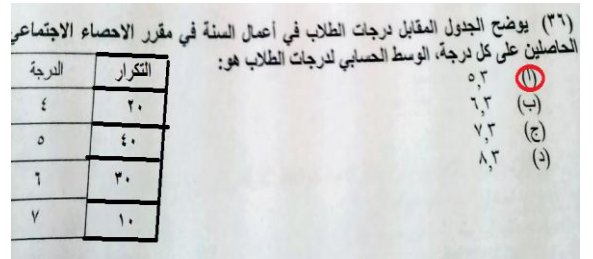 (٣٦) يوضح الجدول المقابل درجات الطلاب في أعمال السنة في مقرر الاحصاء الاجتماعي
الحاصلين على كل درجة، الوسط الحسابي لدرجات الطلاب هو:
(أ) ٥,٣
(ب) ٦,٣
(ج) ٧,٣
(د) ٨,٣
التكرار الدرجة
٢٠ ٤
٤٠ ٥
٣٠ ٦
١٠ ٧